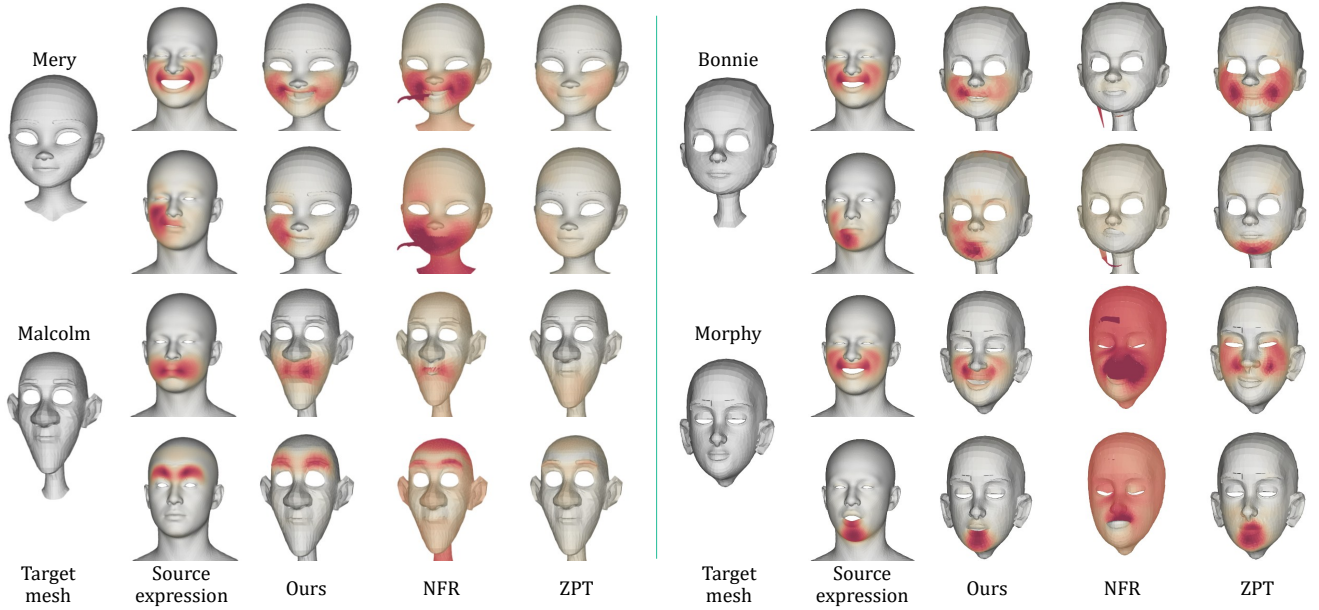 Mery
Bonnie
Malcolm
Morphy
Target
mesh
Source
expression
Ours
NFR
ZPT
Target
mesh
Source
expression
Ours
NFR
ZPT